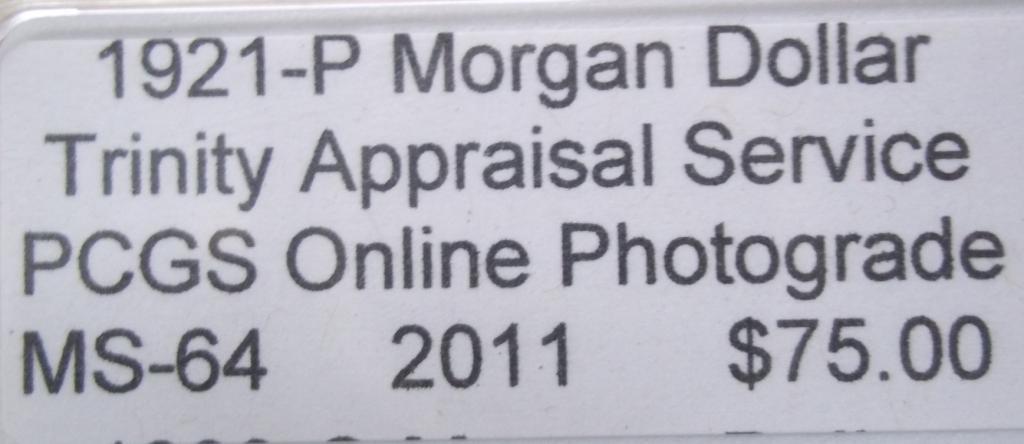 1921-P Morgan Dollar
Trinity Appraisal Service
PCGS Online Photograde
MS-64 2011 $75.00